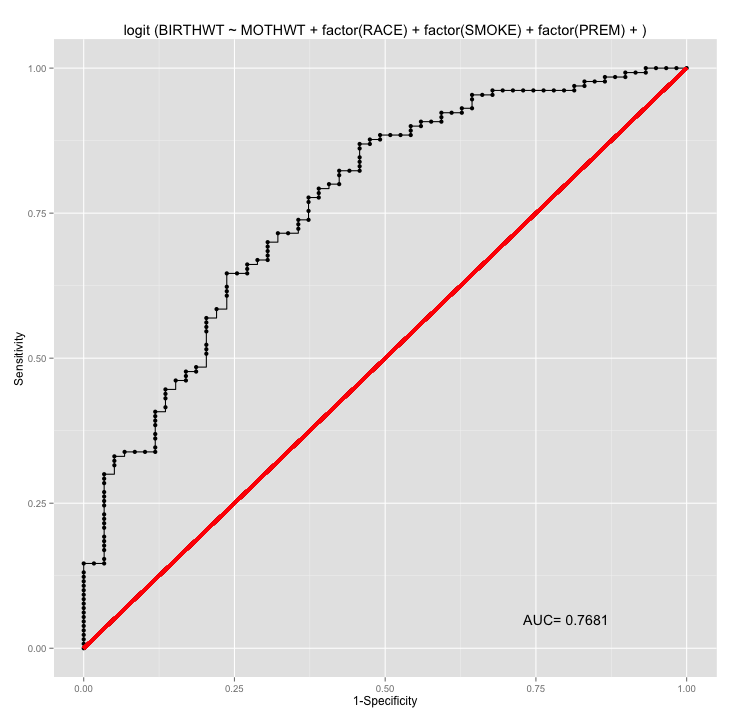 logit (BIRTHWT ~ MOTHWT + factor(RACE) + factor(SMOKE) + factor(PREM) + )
1.00
0.75
0.50
0.25
0.00
Sensitivity
AUC= 0.7681
0.00 0.25 0.50 0.75 1.00
1-Specificity